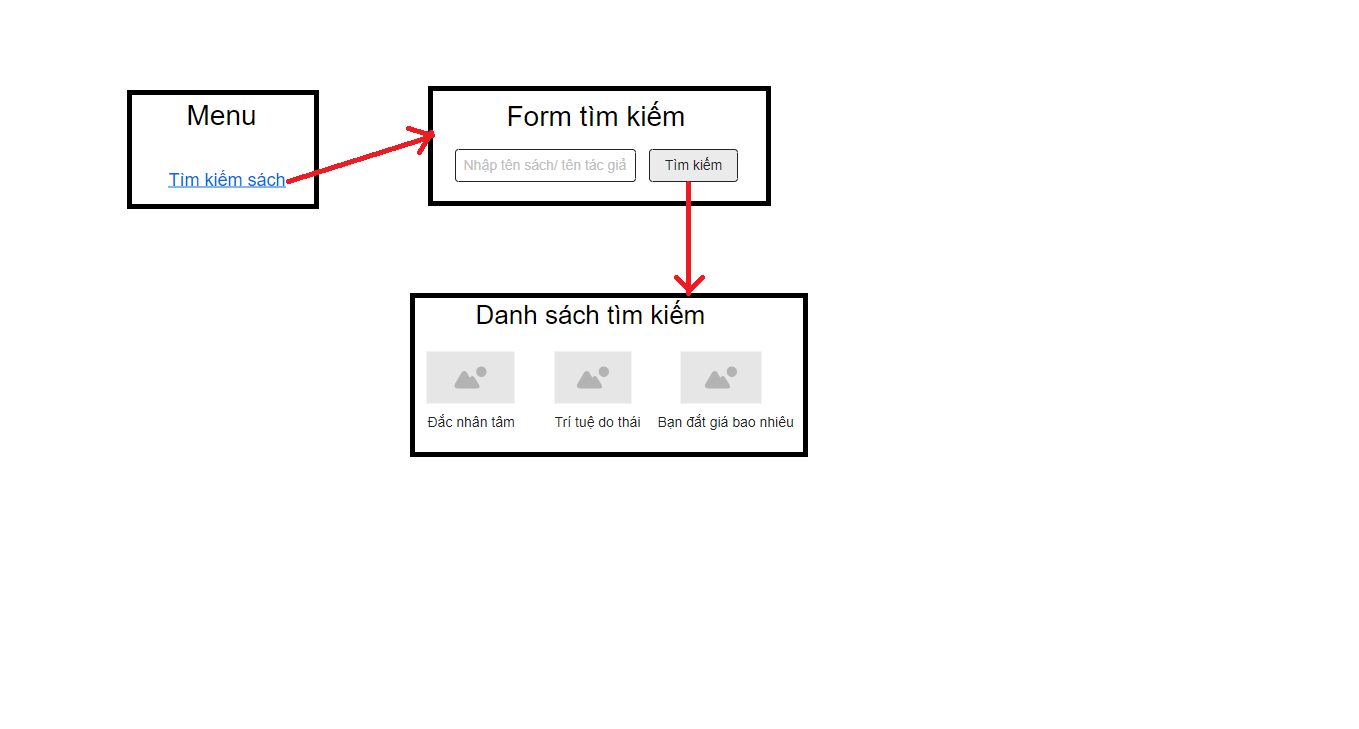 Menu
Tìm kiếm sách
Form tìm kiếm
Nhập tên sách/ tên tác giả
Tìm kiếm
Danh sách tìm kiếm
Đắc nhân tâm
Trí tuệ do thái
Bạn đắt giá bao nhiêu